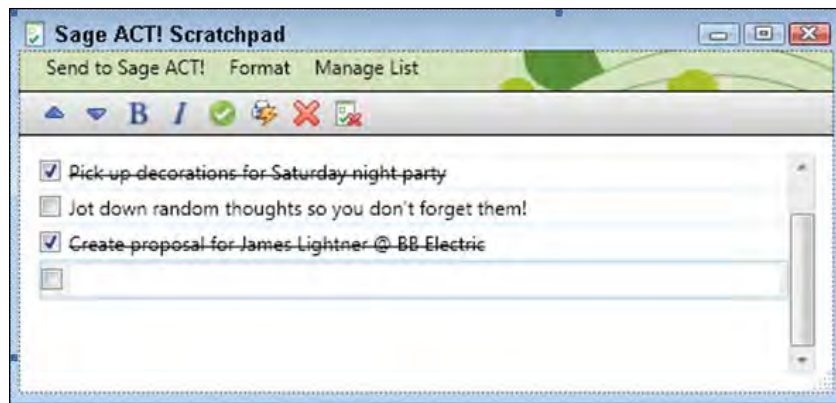 Sage ACT! Scratchpad
Send to Sage ACT! Format Manage List
B I
Pick up decorations for Saturday night party
Jot down random thoughts so you don't forget them!
Create proposal for James Lightner @ BB Electric